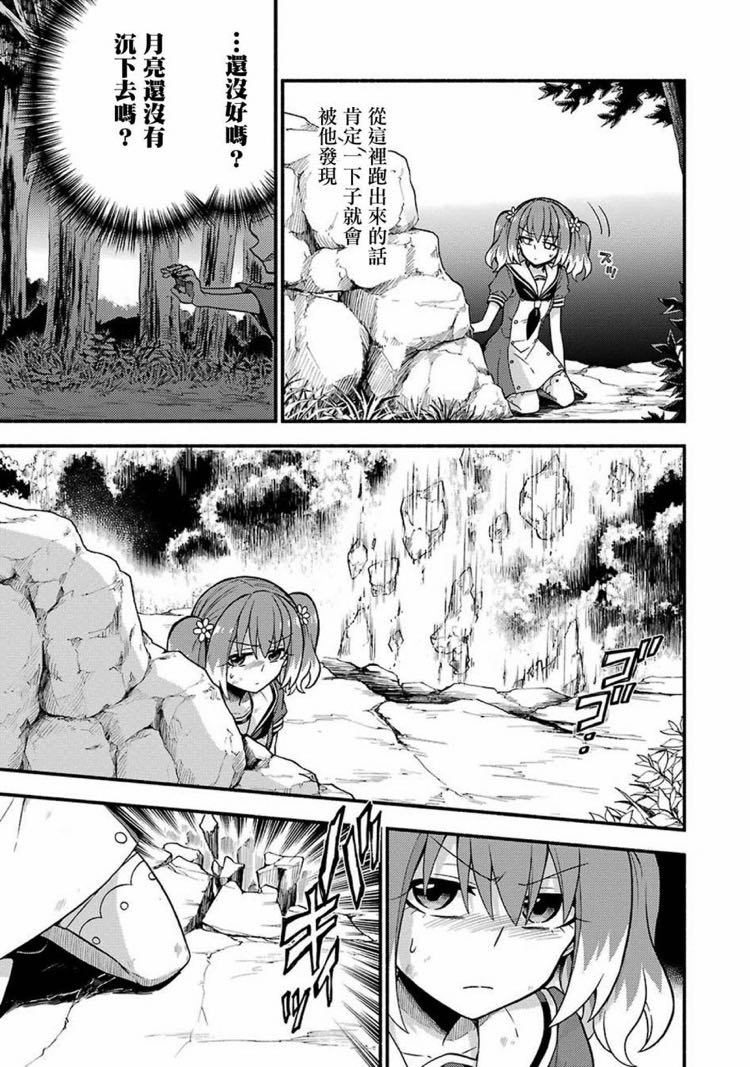 從這裡跑出來的話
肯定一下子就會
被他發現
ズッ
…還沒好嗎？
月亮還沒有
沉下去嗎？
ゴゴ…
バキィッ